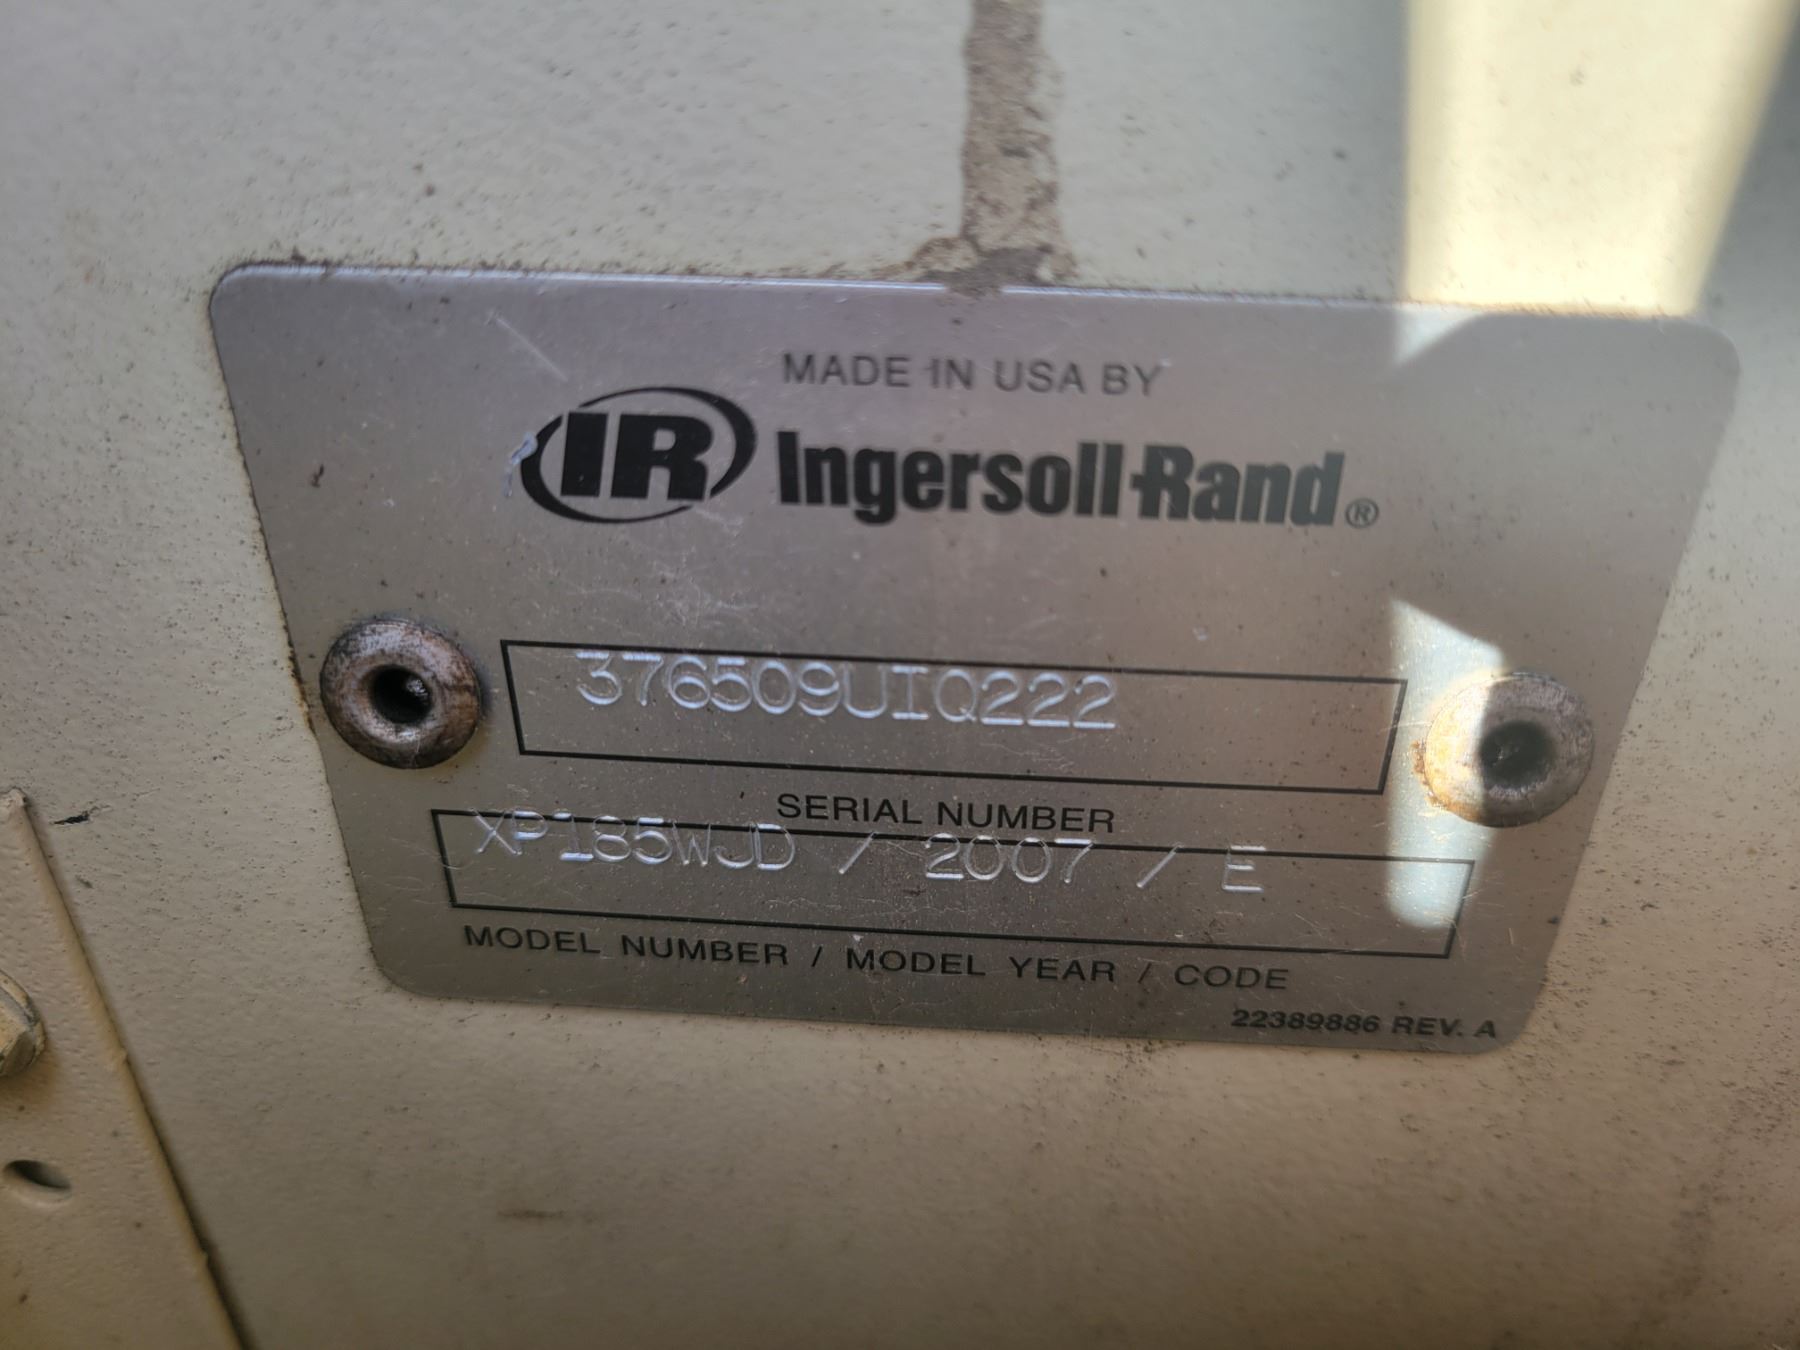 MADE IN USA BY
IR Ingersoll-Rand®
376509UIQ222
SERIAL NUMBER
XP185WJD / 2007 / E
MODEL NUMBER / MODEL YEAR / CODE
22389886 REV. A